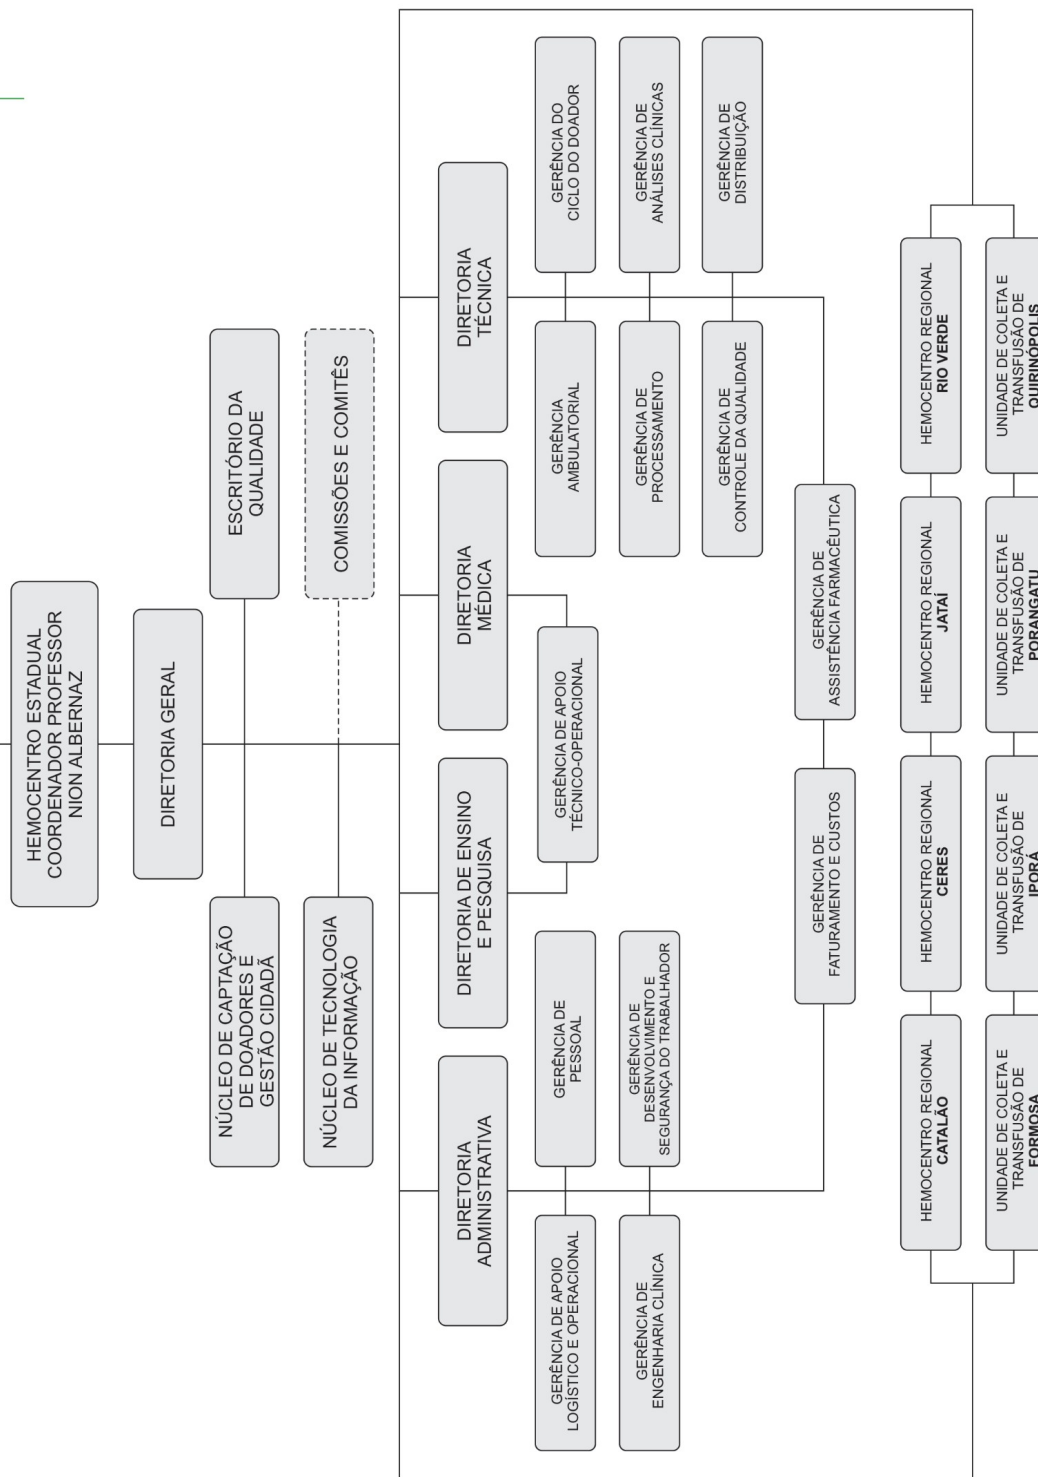 HEMOCENTRO ESTADUAL
COORDENADOR PROFESSOR
NION ALBERNAZ
DIRETORIA GERAL
NÚCLEO DE CAPTAÇÃO
DE DOADORES E
GESTÃO CIDADÃ
ESCRITÓRIO DA
QUALIDADE
NÚCLEO DE TECNOLOGIA
DA INFORMAÇÃO
COMISSÕES E COMITÊS
DIRETORIA
ADMINISTRATIVA
DIRETORIA DE ENSINO
E PESQUISA
DIRETORIA
MÉDICA
DIRETORIA
TÉCNICA
GERÊNCIA DE APOIO
LOGÍSTICO E OPERACIONAL
GERÊNCIA DE
PESSOAL
GERÊNCIA DE APOIO
TÉCNICO-OPERACIONAL
GERÊNCIA
AMBULATORIAL
GERÊNCIA DO
CICLO DO DOADOR
GERÊNCIA DE
ENGENHARIA CLÍNICA
GERÊNCIA DE
DESENVOLVIMENTO E
SEGURANÇA DO TRABALHADOR
GERÊNCIA DE
PROCESSAMENTO
GERÊNCIA DE
ANÁLISES CLÍNICAS
GERÊNCIA DE
CONTROLE DA QUALIDADE
GERÊNCIA DE
DISTRIBUIÇÃO
GERÊNCIA DE
FATURAMENTO E CUSTOS
GERÊNCIA DE
ASSISTÊNCIA FARMACÊUTICA
HEMOCENTRO REGIONAL
CATALÃO
HEMOCENTRO REGIONAL
CERES
HEMOCENTRO REGIONAL
JATAÍ
HEMOCENTRO REGIONAL
RIO VERDE
UNIDADE DE COLETA E
TRANSFUSÃO DE
FORMOSA
UNIDADE DE COLETA E
TRANSFUSÃO DE
IPORÁ
UNIDADE DE COLETA E
TRANSFUSÃO DE
PORANGATU
UNIDADE DE COLETA E
TRANSFUSÃO DE
QUIRINÓPOLIS